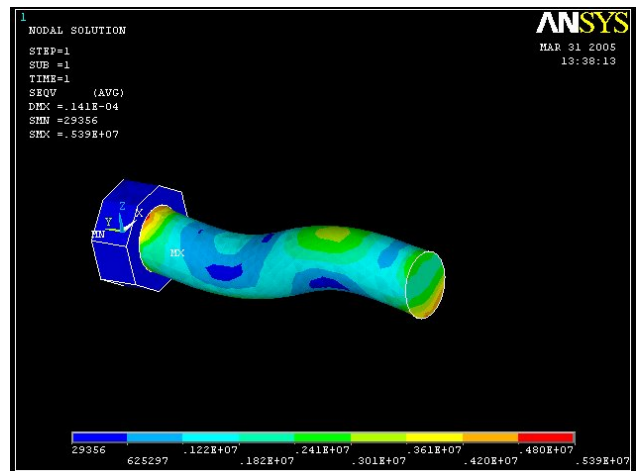 1
NODAL SOLUTION
ANSYS
MAR 31 2005
13:38:13
STEP=1
SUB =1
TIME=1
SEQV (AVG)
DMX =.141E-04
SMN =29356
SMX =.539E+07
Z
X
Y
MN
MX
29356 .122E+07 .241E+07 .361E+07 .480E+07
625297 .182E+07 .301E+07 .420E+07 .539E+07